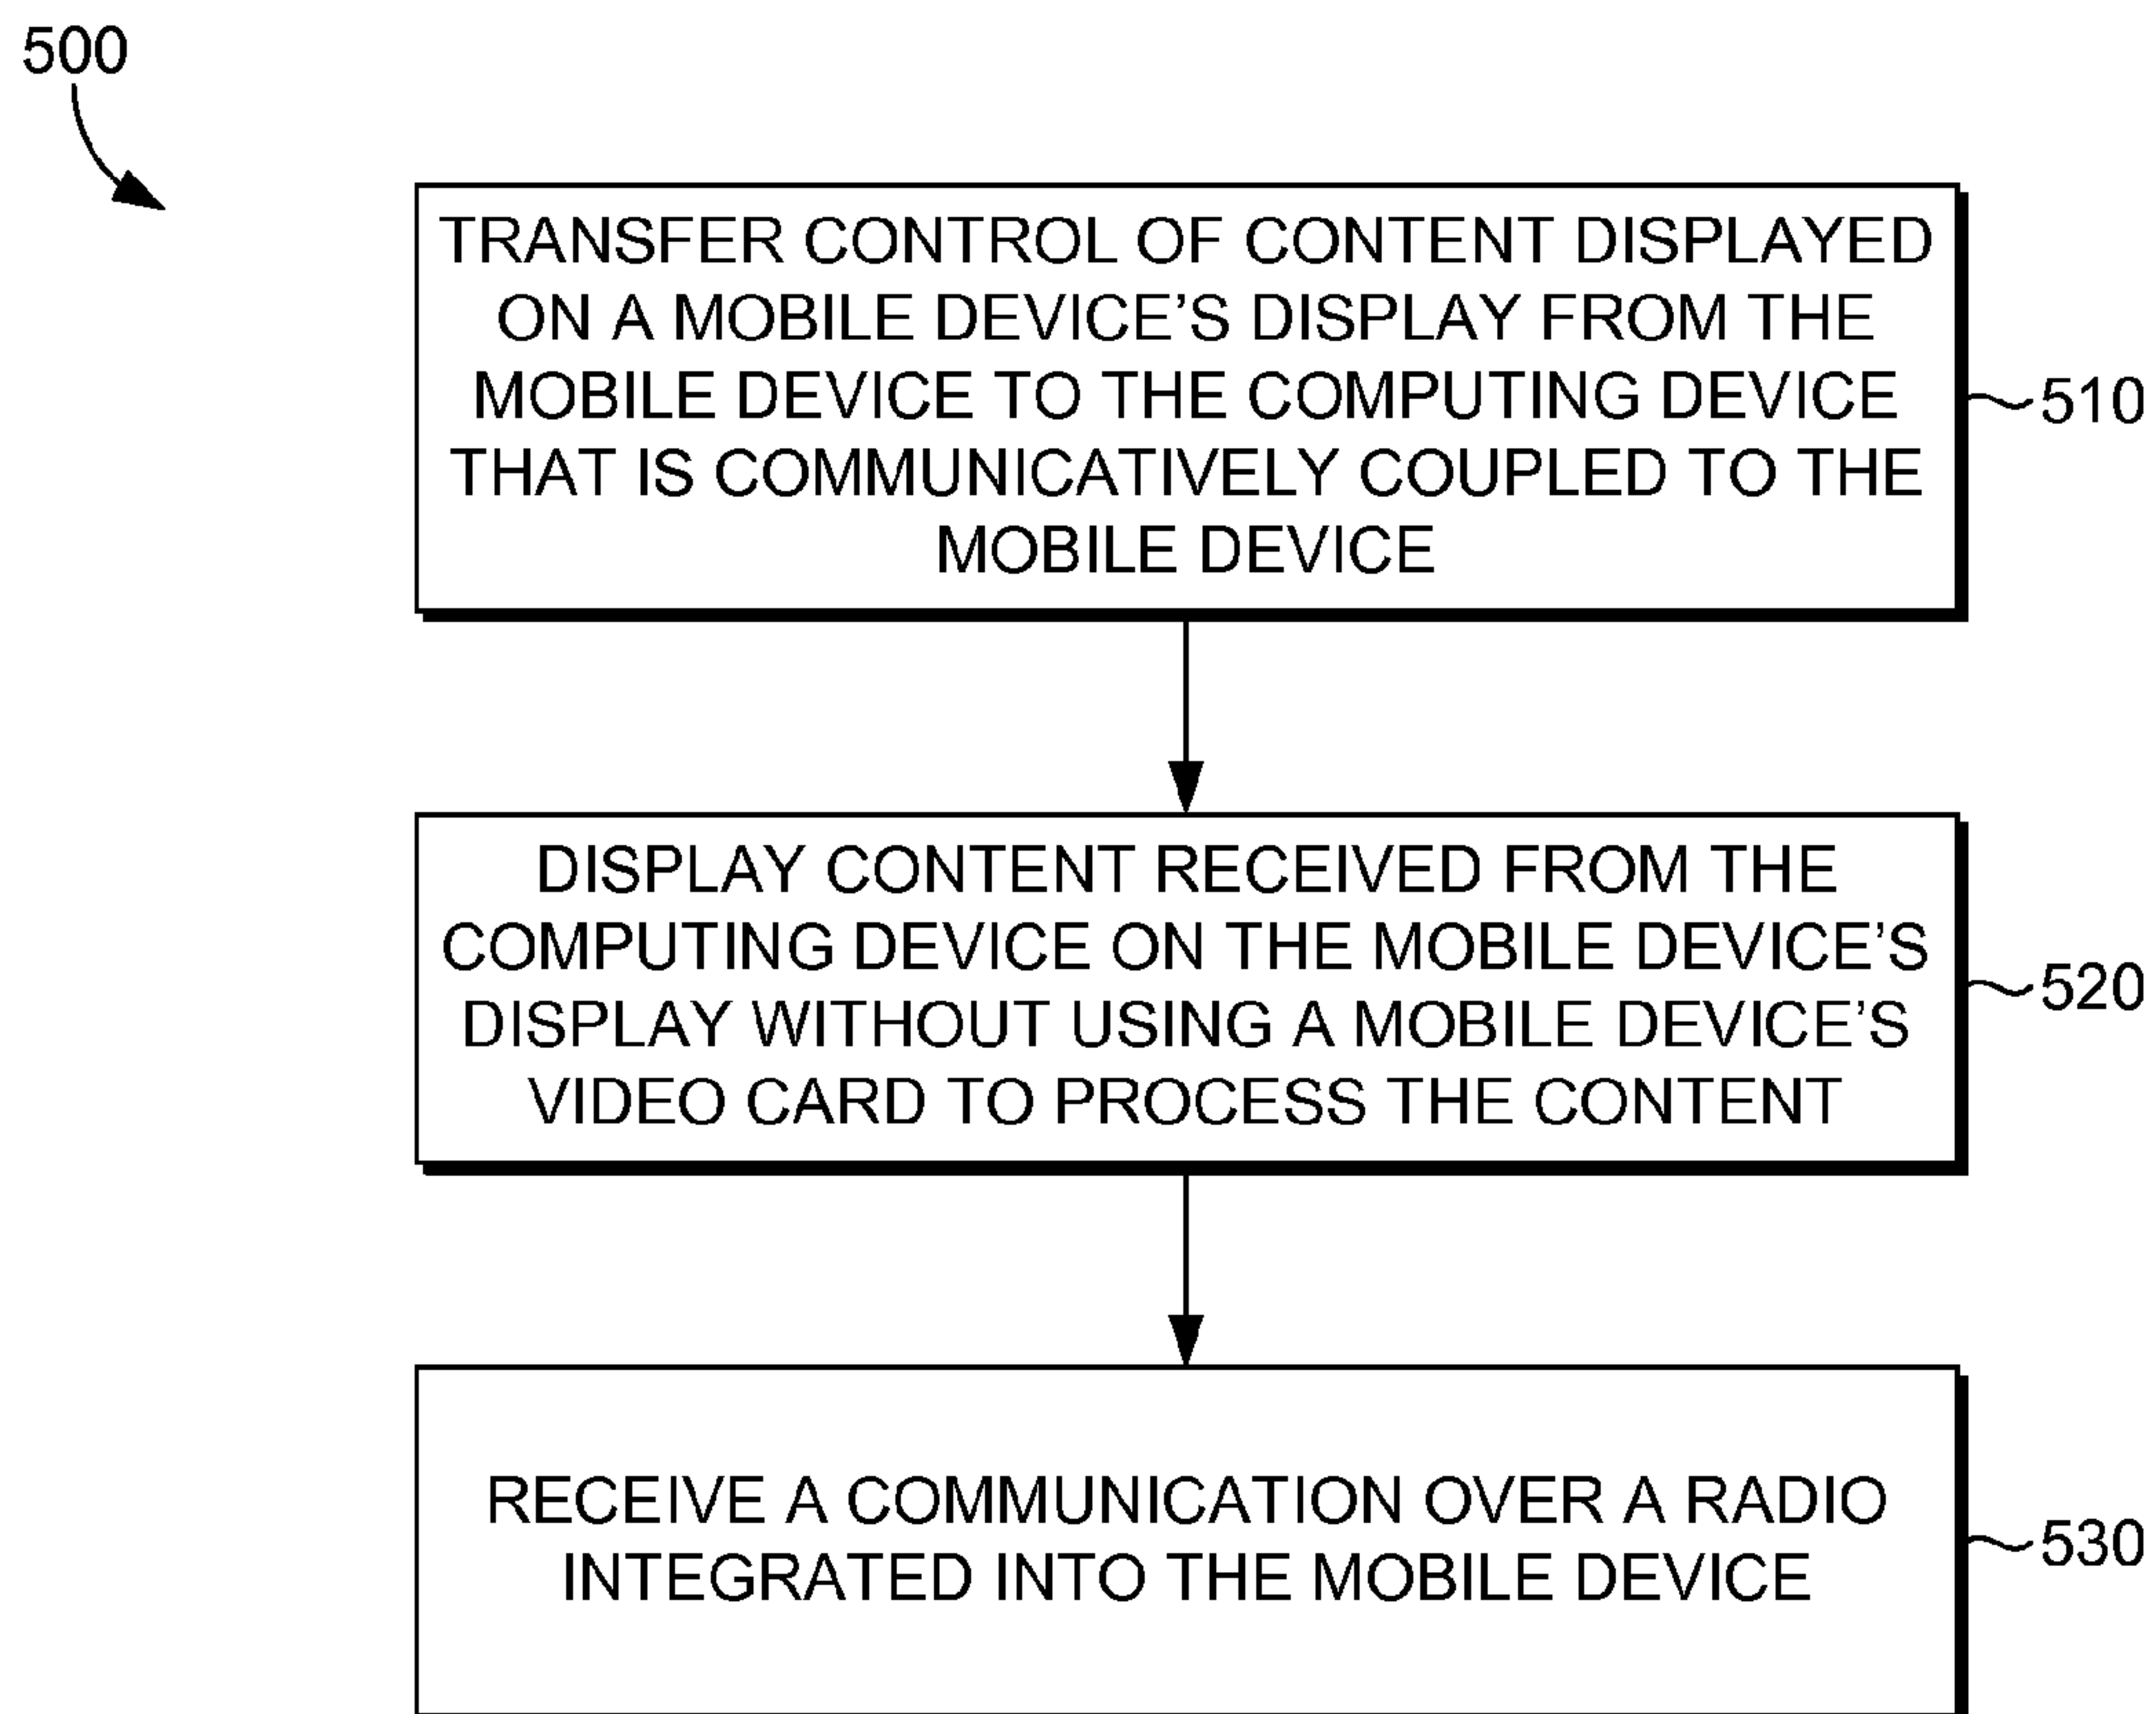 500
TRANSFER CONTROL OF CONTENT DISPLAYED
ON A MOBILE DEVICE’S DISPLAY FROM THE
MOBILE DEVICE TO THE COMPUTING DEVICE
THAT IS COMMUNICATIVELY COUPLED TO THE
MOBILE DEVICE
510
DISPLAY CONTENT RECEIVED FROM THE
COMPUTING DEVICE ON THE MOBILE DEVICE’S
DISPLAY WITHOUT USING A MOBILE DEVICE’S
VIDEO CARD TO PROCESS THE CONTENT
520
RECEIVE A COMMUNICATION OVER A RADIO
INTEGRATED INTO THE MOBILE DEVICE
530